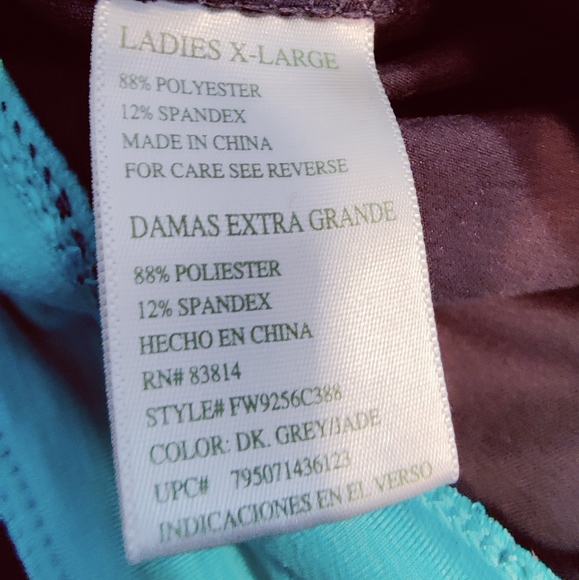 LADIES X-LARGE
88% POLYESTER
12% SPANDEX
MADE IN CHINA
FOR CARE SEE REVERSE
DAMAS EXTRA GRANDE
88% POLIESTER
12% SPANDEX
HECHO EN CHINA
RN# 83814
STYLE# FW9256C388
COLOR: DK. GREY/JADE
UPC# 795071436123
INDICACIONES EN EL VERSO